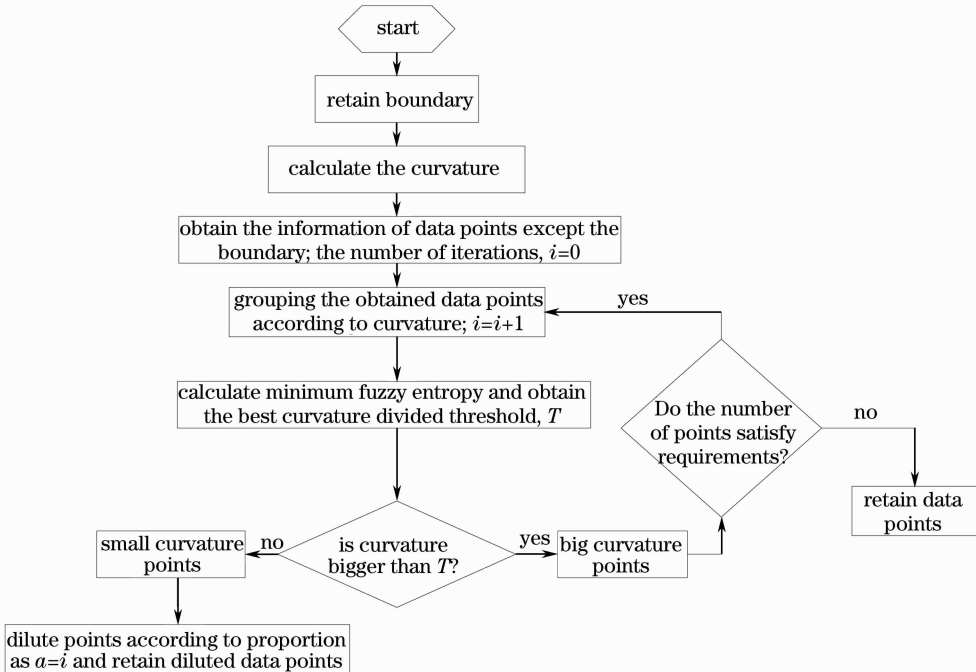 start
retain boundary
calculate the curvature
obtain the information of data points except the
boundary; the number of iterations, i=0
grouping the obtained data points
according to curvature; i=i+1
yes
calculate minimum fuzzy entropy and obtain
the best curvature divided threshold, T
Do the number
of points satisfy
requirements?
no
retain data
points
is curvature
bigger than T?
no
small curvature
points
yes
big curvature
points
dilute points according to proportion
as a=i and retain diluted data points